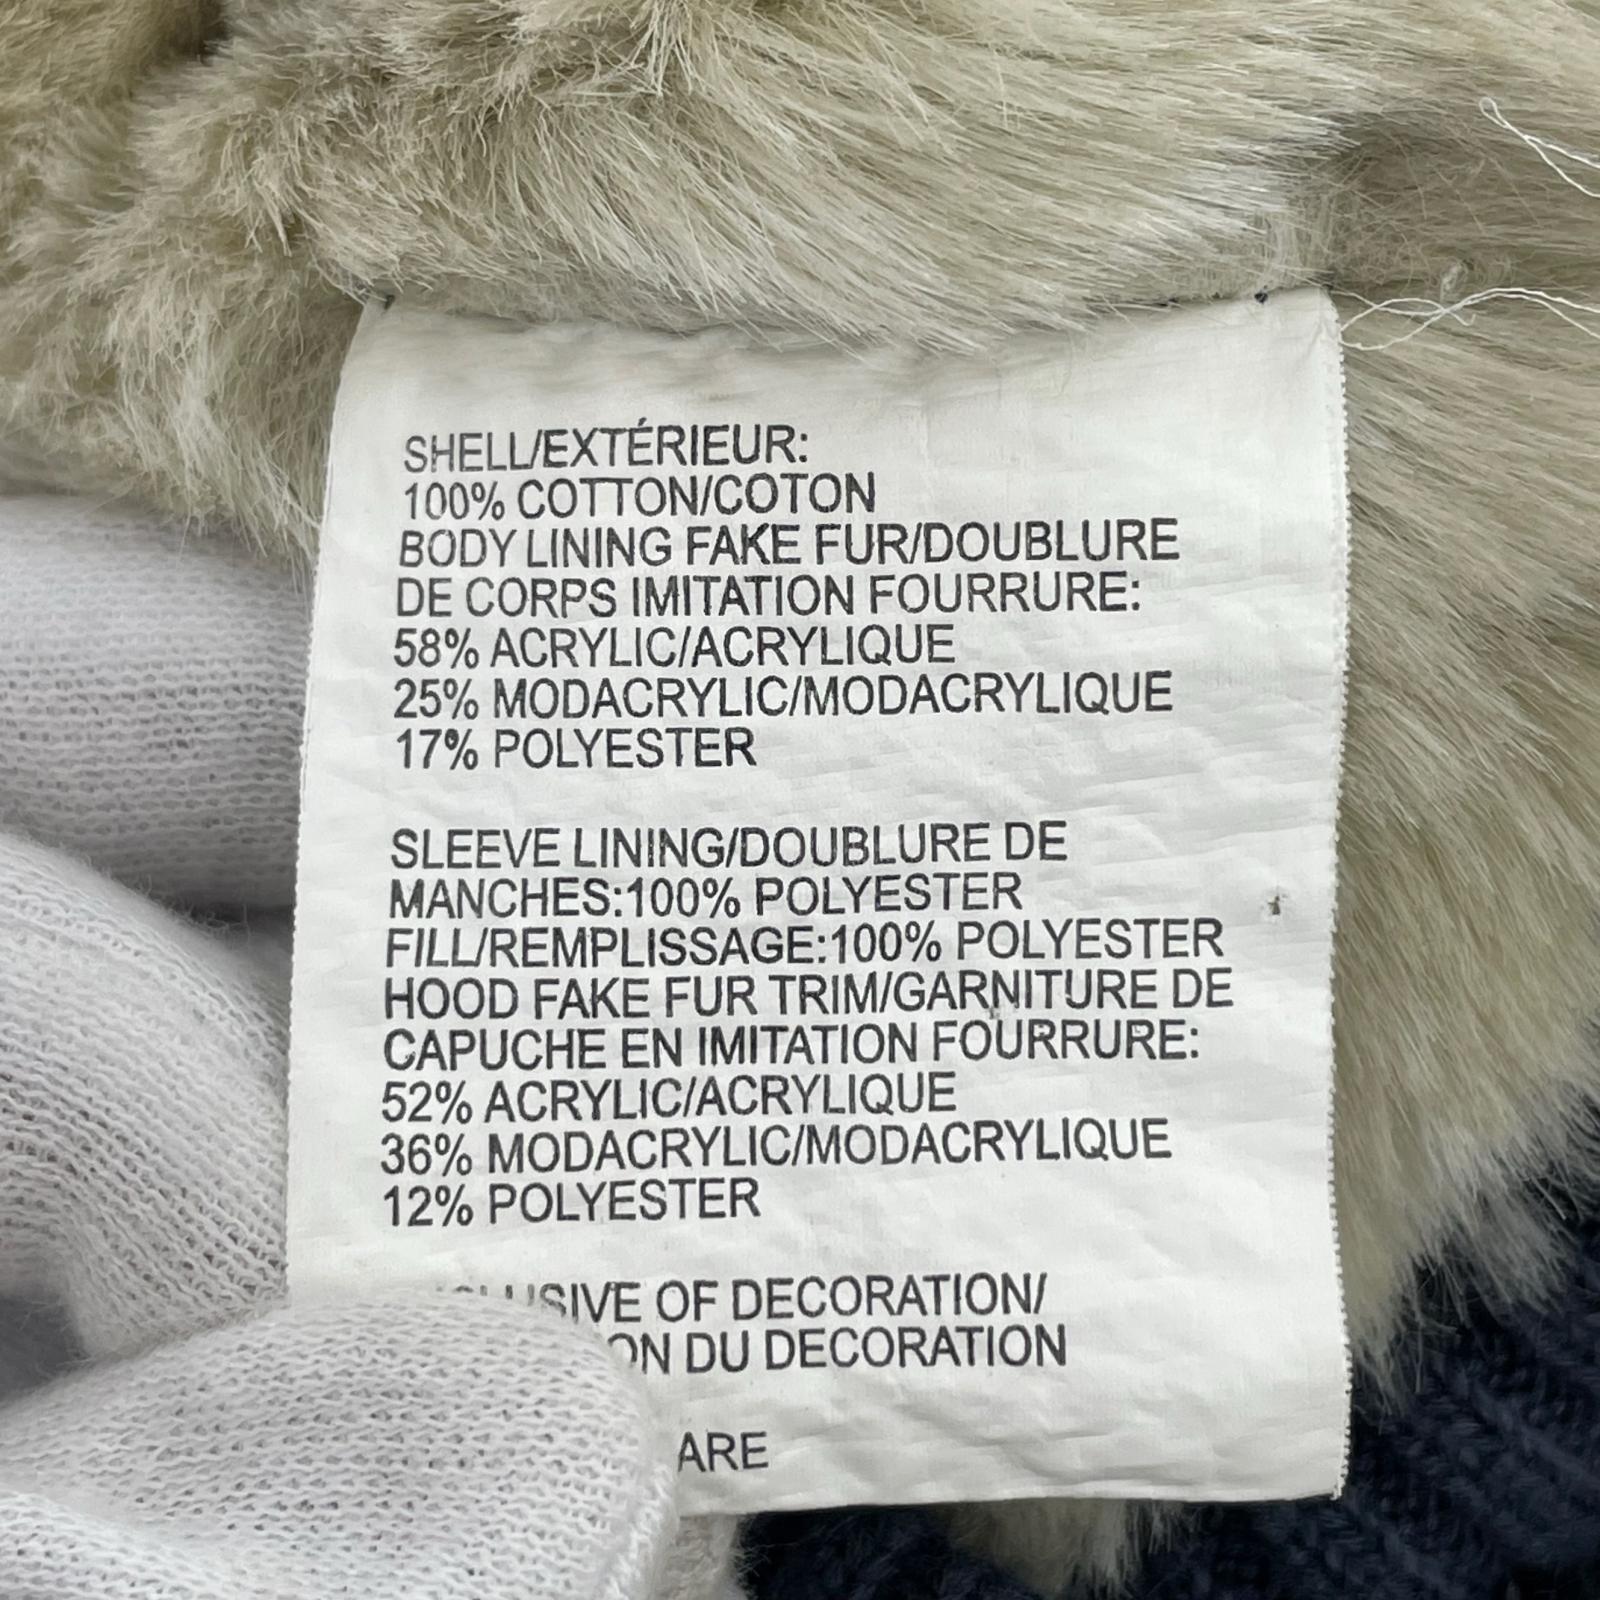 SHELL/EXTÉRIEUR:
100% COTTON/COTON
BODY LINING FAKE FUR/DOUBLURE
DE CORPS IMITATION FOURRURE:
58% ACRYLIC/ACRYLIQUE
25% MODACRYLIC/MODACRYLIQUE
17% POLYESTER
SLEEVE LINING/DOUBLURE DE
MANCHES:100% POLYESTER
FILL/REMPLISSAGE:100% POLYESTER
HOOD FAKE FUR TRIM/GARNITURE DE
CAPUCHE EN IMITATION FOURRURE:
52% ACRYLIC/ACRYLIQUE
36% MODACRYLIC/MODACRYLIQUE
12% POLYESTER
OF DECORATION/
DU DECORATION
ARE